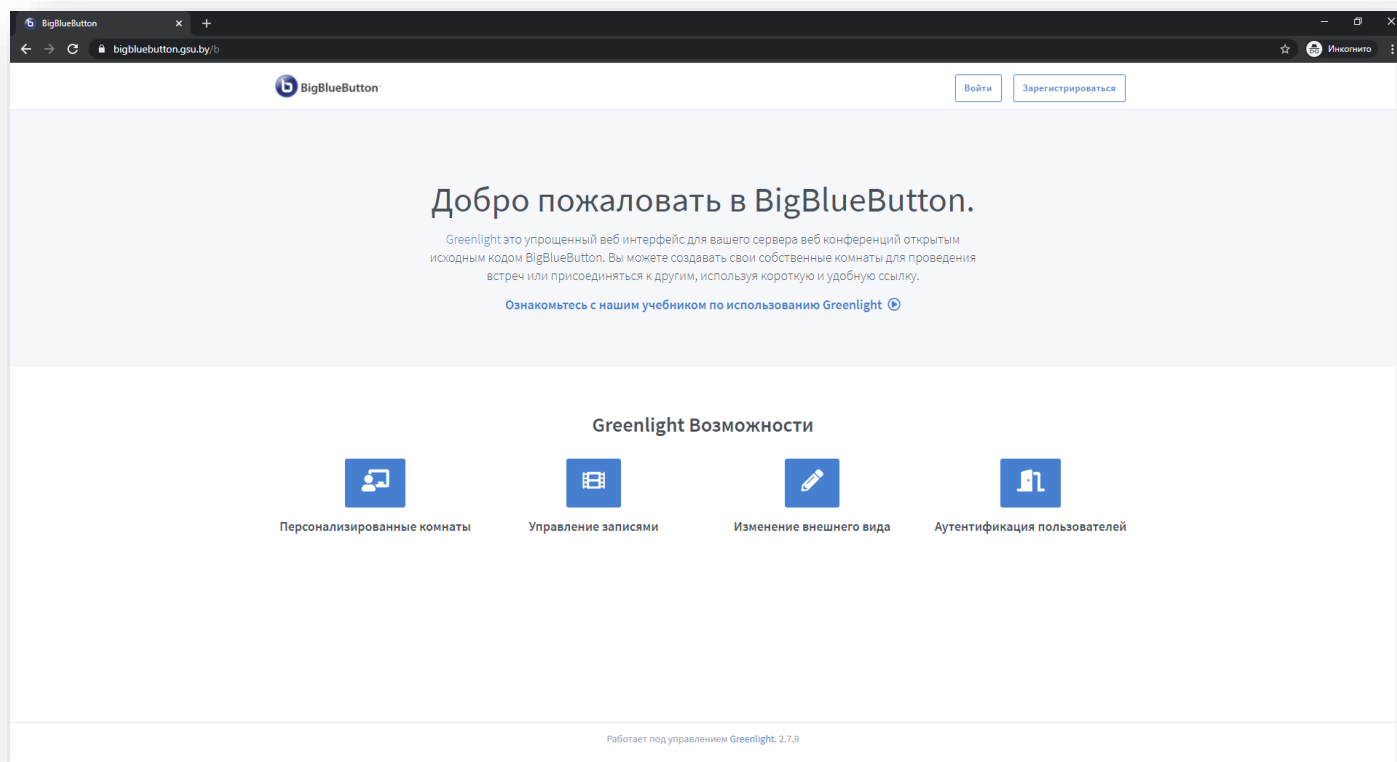 BigBlueButton
bigbluebutton.gsu.by/b
Инкогнито
b BigBlueButton
Войти
Зарегистрироваться
Добро пожаловать в BigBlueButton.
Greenlight это упрощенный веб интерфейс для вашего сервера веб конференций открытым
исходным кодом BigBlueButton. Вы можете создавать свои собственные комнаты для проведения
встреч или присоединяться к другим, используя короткую и удобную ссылку.
Ознакомьтесь с нашим учебником по использованию Greenlight
Greenlight Возможности
Персонализированные комнаты
Управление записями
Изменение внешнего вида
Аутентификация пользователей
Работает под управлением Greenlight. 2.7.9